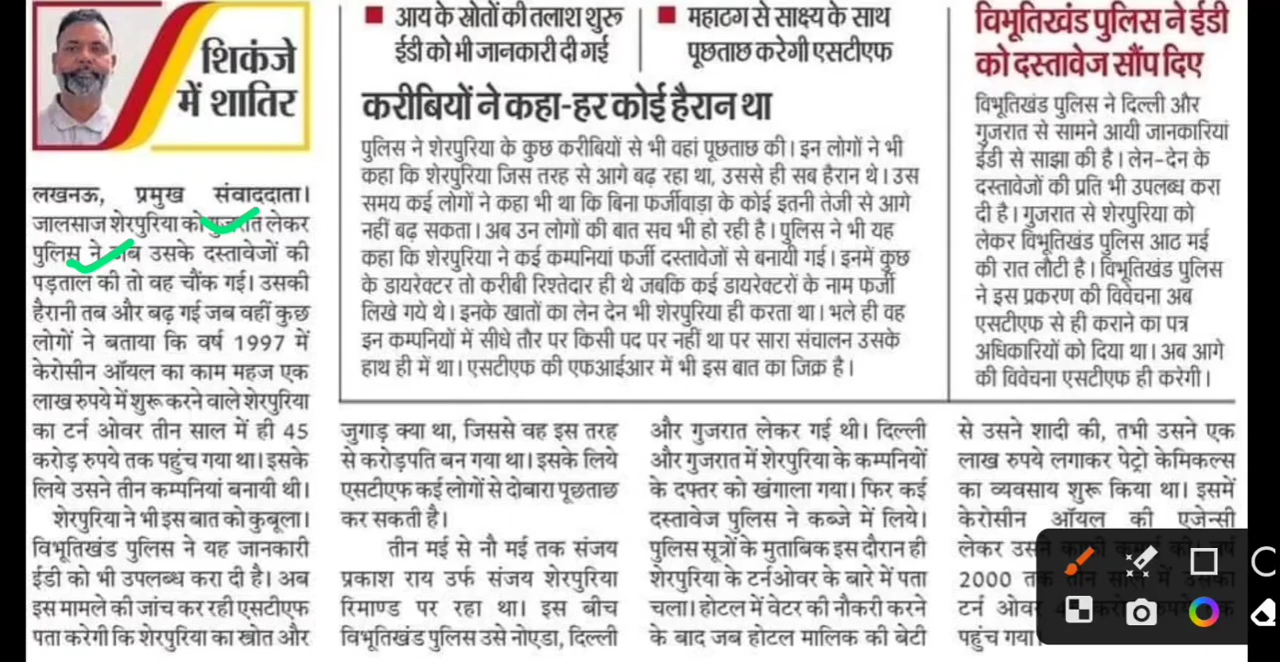 शिकंजे
में शातिर
लखनऊ, प्रमुख संवाददाता।
जालसाज शेरपुरिया को गुजरात लेकर
पुलिस ने जब उसके दस्तावेजों की
पड़ताल की तो वह चौंक गई। उसकी
हैरानी तब और बढ़ गई जब वहीं कुछ
लोगों ने बताया कि वर्ष 1997 में
केरोसीन ऑयल का काम महज एक
लाख रुपये में शुरू करने वाले शेरपुरिया
का टर्न ओवर तीन साल में ही 45
करोड़ रुपये तक पहुंच गया था। इसके
लिये उसने तीन कम्पनियां बनायी थी।
शेरपुरिया ने भी इस बात को कुबूला।
विभूतिखंड पुलिस ने यह जानकारी
ईडी को भी उपलब्ध करा दी है। अब
इस मामले की जांच कर रही एसटीएफ
पता करेगी कि शेरपुरिया का स्रोत और
आय के स्रोतों की तलाश शुरू
ईडी को भी जानकारी दी गई
महाठग से साक्ष्य के साथ
पूछताछ करेगी एसटीएफ
करीबियों ने कहा-हर कोई हैरान था
पुलिस ने शेरपुरिया के कुछ करीबियों से भी वहां पूछताछ की। इन लोगों ने भी
कहा कि शेरपुरिया जिस तरह से आगे बढ़ रहा था, उससे ही सब हैरान थे। उस
समय कई लोगों ने कहा भी था कि बिना फर्जीवाड़ा के कोई इतनी तेजी से आगे
नहीं बढ़ सकता। अब उन लोगों की बात सच भी हो रही है। पुलिस ने भी यह
कहा कि शेरपुरिया ने कई कम्पनियां फर्जी दस्तावेजों से बनायी गई। इनमें कुछ
के डायरेक्टर तो करीबी रिश्तेदार ही थे जबकि कई डायरेक्टरों के नाम फर्जी
लिखे गये थे। इनके खातों का लेन देन भी शेरपुरिया ही करता था। भले ही वह
इन कम्पनियों में सीधे तौर पर किसी पद पर नहीं था पर सारा संचालन उसके
हाथ ही में था। एसटीएफ की एफआईआर में भी इस बात का जिक्र है।
विभूतिखंड पुलिस ने ईडी
को दस्तावेज सौंप दिए
विभूतिखंड पुलिस ने दिल्ली और
गुजरात से सामने आयी जानकारियां
ईडी से साझा की है। लेन-देन के
दस्तावेजों की प्रति भी उपलब्ध करा
दी है। गुजरात से शेरपुरिया को
लेकर विभूतिखंड पुलिस आठ मई
की रात लौटी है। विभूतिखंड पुलिस
ने इस प्रकरण की विवेचना अब
एसटीएफ से ही कराने का पत्र
अधिकारियों को दिया था। अब आगे
की विवेचना एसटीएफ ही करेगी।
जुगाड़ क्या था, जिससे वह इस तरह
से करोड़पति बन गया था। इसके लिये
एसटीएफ कई लोगों से दोबारा पूछताछ
कर सकती है।
तीन मई से नौ मई तक संजय
प्रकाश राय उर्फ संजय शेरपुरिया
रिमाण्ड पर रहा था। इस बीच
विभूतिखंड पुलिस उसे नोएडा, दिल्ली
और गुजरात लेकर गई थी। दिल्ली
और गुजरात में शेरपुरिया के कम्पनियों
के दफ्तर को खंगाला गया। फिर कई
दस्तावेज पुलिस ने कब्जे में लिये।
पुलिस सूत्रों के मुताबिक इस दौरान ही
शेरपुरिया के टर्नओवर के बारे में पता
चला। होटल में वेटर की नौकरी करने
के बाद जब होटल मालिक की बेटी
से उसने शादी की, तभी उसने एक
लाख रुपये लगाकर पेट्रो केमिकल्स
का व्यवसाय शुरू किया था। इसमें
केरोसीन ऑयल की एजेन्सी
लेकर उसने काफी कमाई की। वर्ष
2000 तक तीन साल में उसका
टर्न ओवर करोड़ रुपये तक
पहुंच गया।